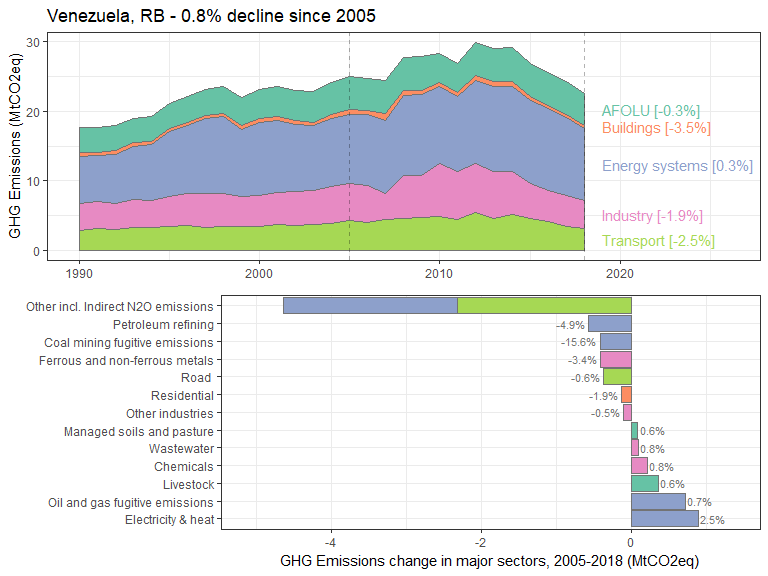 Venezuela, RB - 0.8% decline since 2005
GHG Emissions (MtCO2eq)
30
20
10
0
1990
2000
2010
2020
AFOLU [-0.3%]
Buildings [-3.5%]
Energy systems [0.3%]
Industry [-1.9%]
Transport [-2.5%]
Other incl. Indirect N2O emissions
Petroleum refining -4.9%
Coal mining fugitive emissions -15.6%
Ferrous and non-ferrous metals -3.4%
Road -0.6%
Residential -1.9%
Other industries -0.5%
Managed soils and pasture 0.6%
Wastewater 0.8%
Chemicals 0.8%
Livestock 0.6%
Oil and gas fugitive emissions 0.7%
Electricity & heat 2.5%
-4 -2 0
GHG Emissions change in major sectors, 2005-2018 (MtCO2eq)